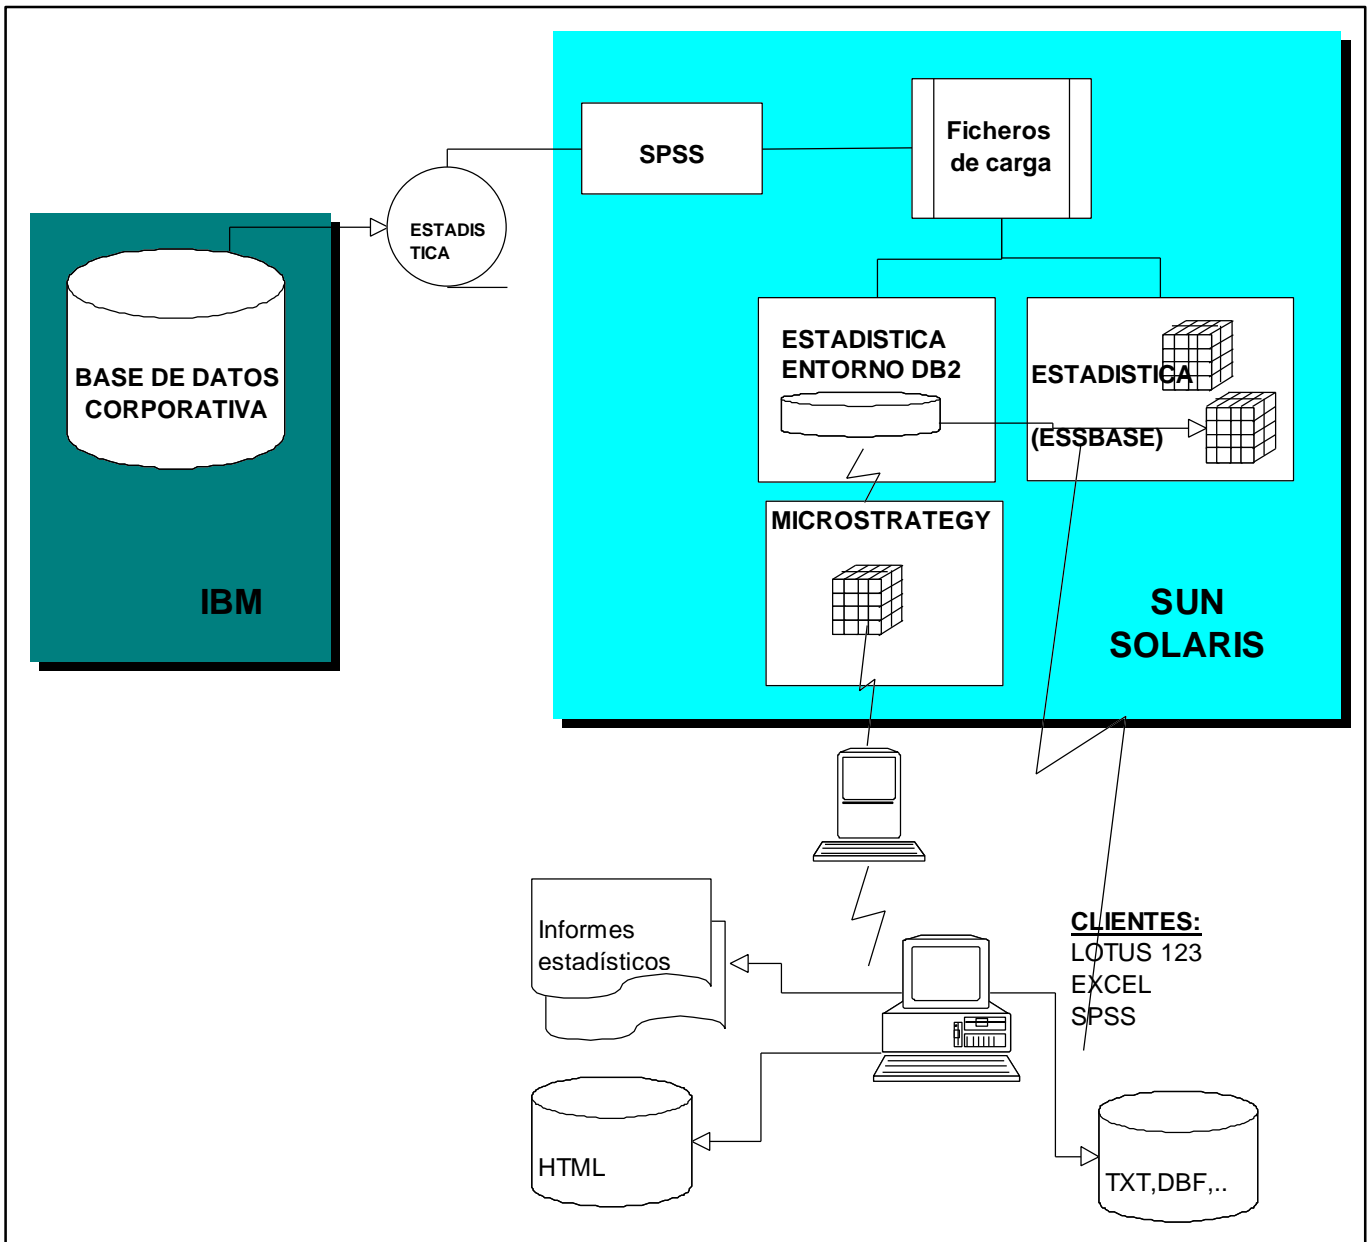 SPSS
Ficheros
de carga
ESTADIS
TICA
BASE DE DATOS
CORPORATIVA
IBM
ESTADISTICA
ENTORNO DB2
ESTADISTICA
(ESSBASE)
MICROSTRATEGY
SUN
SOLARIS
Informes
estadísticos
CLIENTES:
LOTUS 123
EXCEL
SPSS
HTML
TXT,DBF,..